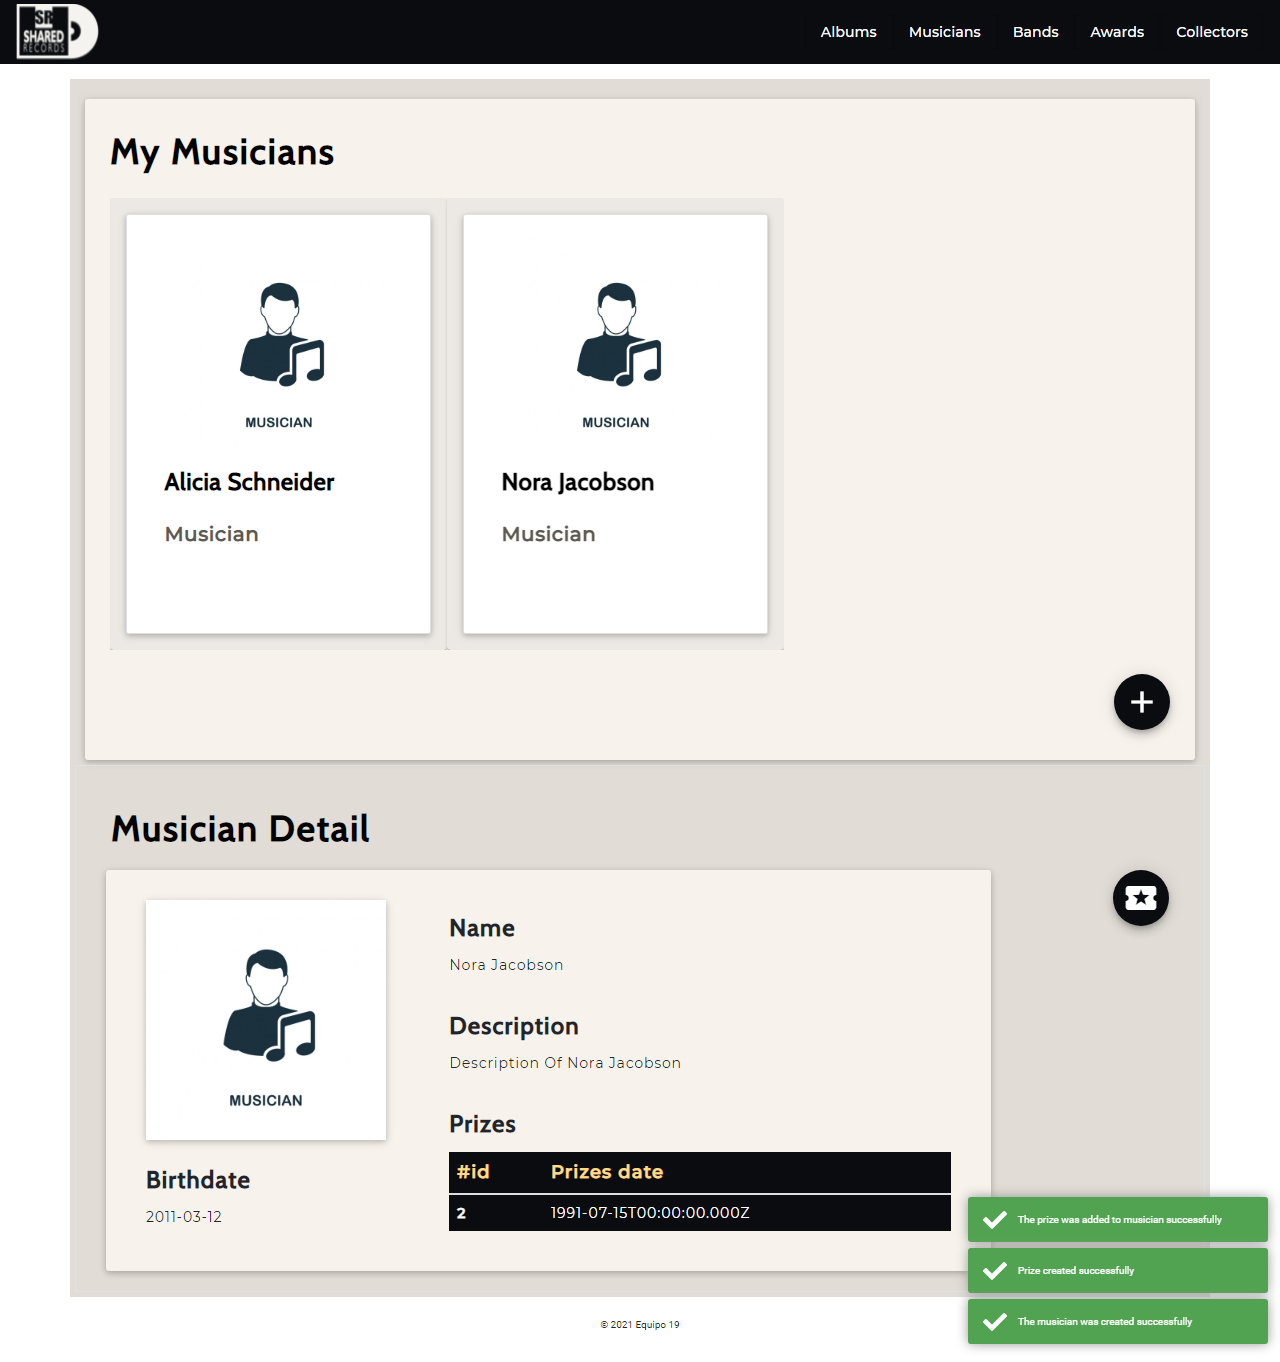 SR
SHARED
RECORDS
Albums
Musicians
Bands
Awards
Collectors
My Musicians
MUSICIAN
Alicia Schneider
Musician
MUSICIAN
Nora Jacobson
Musician
Musician Detail
MUSICIAN
Birthdate
2011-03-12
Name
Nora Jacobson
Description
Description Of Nora Jacobson
Prizes
#id Prizes date
2 1991-07-15T00:00:00.000Z
The prize was added to musician successfully
Prize created successfully
The musician was created successfully
© 2021 Equipo 19